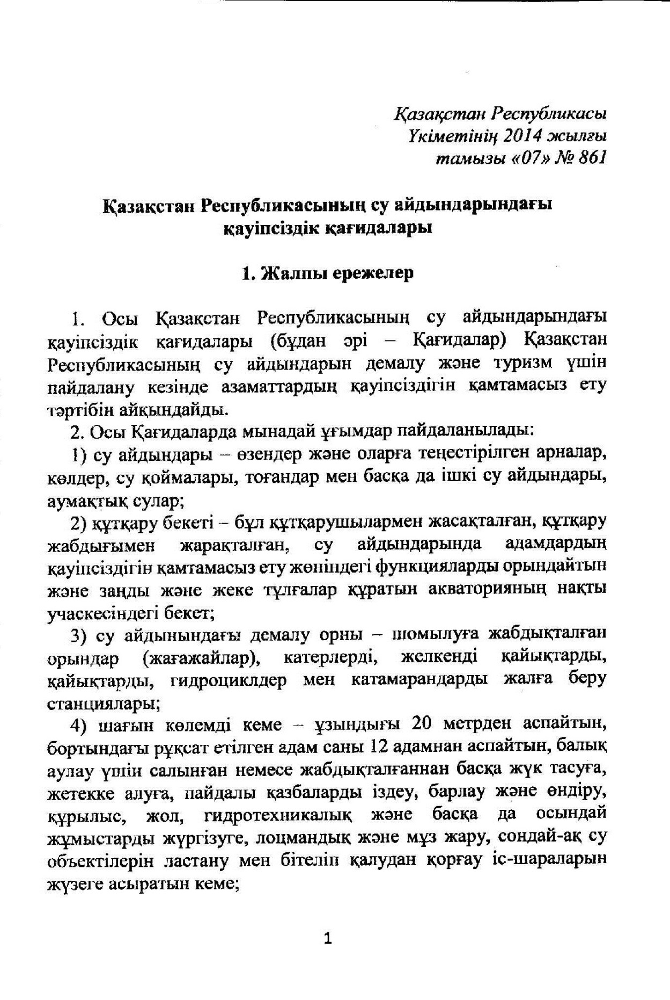 Қазақстан Республикасы
Үкіметінің 2014 жылғы
тамызы «07» № 861
Қазақстан Республикасының су айдындарындағы
қауіпсіздік қағидалары
1. Жалпы ережелер
1. Осы Қазақстан Республикасының су айдындарындағы
қауіпсіздік қағидалары (бұдан әрі – Қағидалар) Қазақстан
Республикасының су айдындарын демалу және туризм үшін
пайдалану кезінде азаматтардың қауіпсіздігін қамтамасыз ету
тәртібін айқындайды.
2. Осы Қағидаларда мынадай ұғымдар пайдаланылады:
1) су айдындары – өзендер және оларға теңестірілген арналар,
көлдер, су қоймалары, тоғандар мен басқа да ішкі су айдындары,
аумақтық сулар;
2) құтқару бекеті – бұл құтқарушылармен жасақталған, құтқару
жабдығымен жарақталған, су айдындарында адамдардың
қауіпсіздігін қамтамасыз ету жөніндегі функцияларды орындайтын
және заңды және жеке тұлғалар құратын акваторияның нақты
учаскесіндегі бекет;
3) су айдынындағы демалу орны – шомылуға жабдықталған
орындар (жағажайлар), катерлерді, желкенді қайықтарды,
қайықтарды, гидроциклдер мен катамарандарды жалға беру
станциялары;
4) шағын көлемді кеме – ұзындығы 20 метрден аспайтын,
бортындағы рұқсат етілген адам саны 12 адамнан аспайтын, балық
аулау үшін салынған немесе жабдықталғаннан басқа жүк тасуға,
жетекке алуға, пайдалы қазбаларды іздеу, барлау және өндіру,
құрылыс, жол, гидротехникалық және басқа да осындай
жұмыстарды жүргізуге, лоцмандық және мұз жару, сондай-ақ су
объектілерін ластану мен бітеліп қалудан қорғау іс-шараларын
жүзеге асыратын кеме;
1